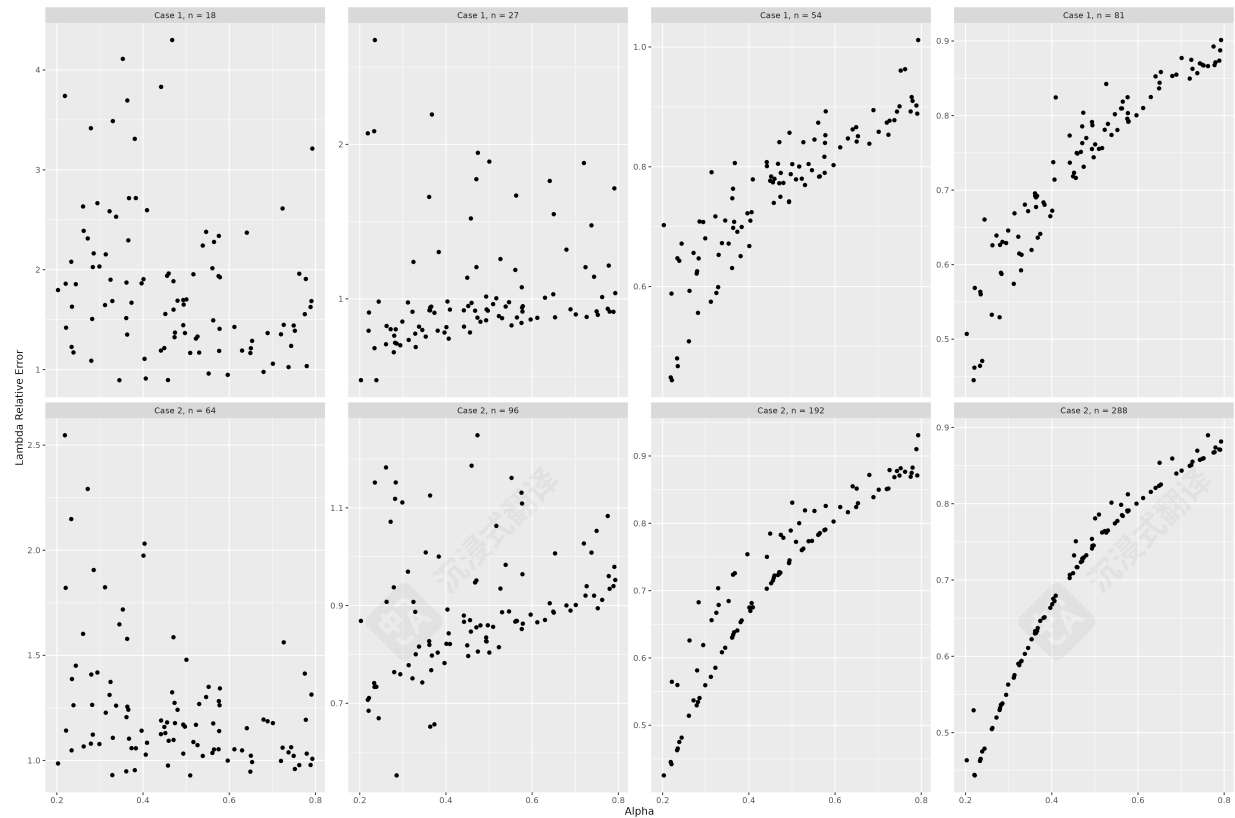 Case 1, n = 18
Case 1, n = 27
Case 1, n = 54
Case 1, n = 81
4
3
2
1
2
1
1.0
0.8
0.6
0.9
0.8
0.7
0.6
0.5
Lambda Relative Error
Case 2, n = 64
Case 2, n = 96
Case 2, n = 192
Case 2, n = 288
2.5
2.0
1.5
1.0
1.1
0.9
0.7
0.9
0.8
0.7
0.6
0.5
0.9
0.8
0.7
0.6
0.5
0.2 0.4 0.6 0.8
0.2 0.4 0.6 0.8
0.2 0.4 0.6 0.8
0.2 0.4 0.6 0.8
Alpha
沉浸式翻译
沉浸式翻译